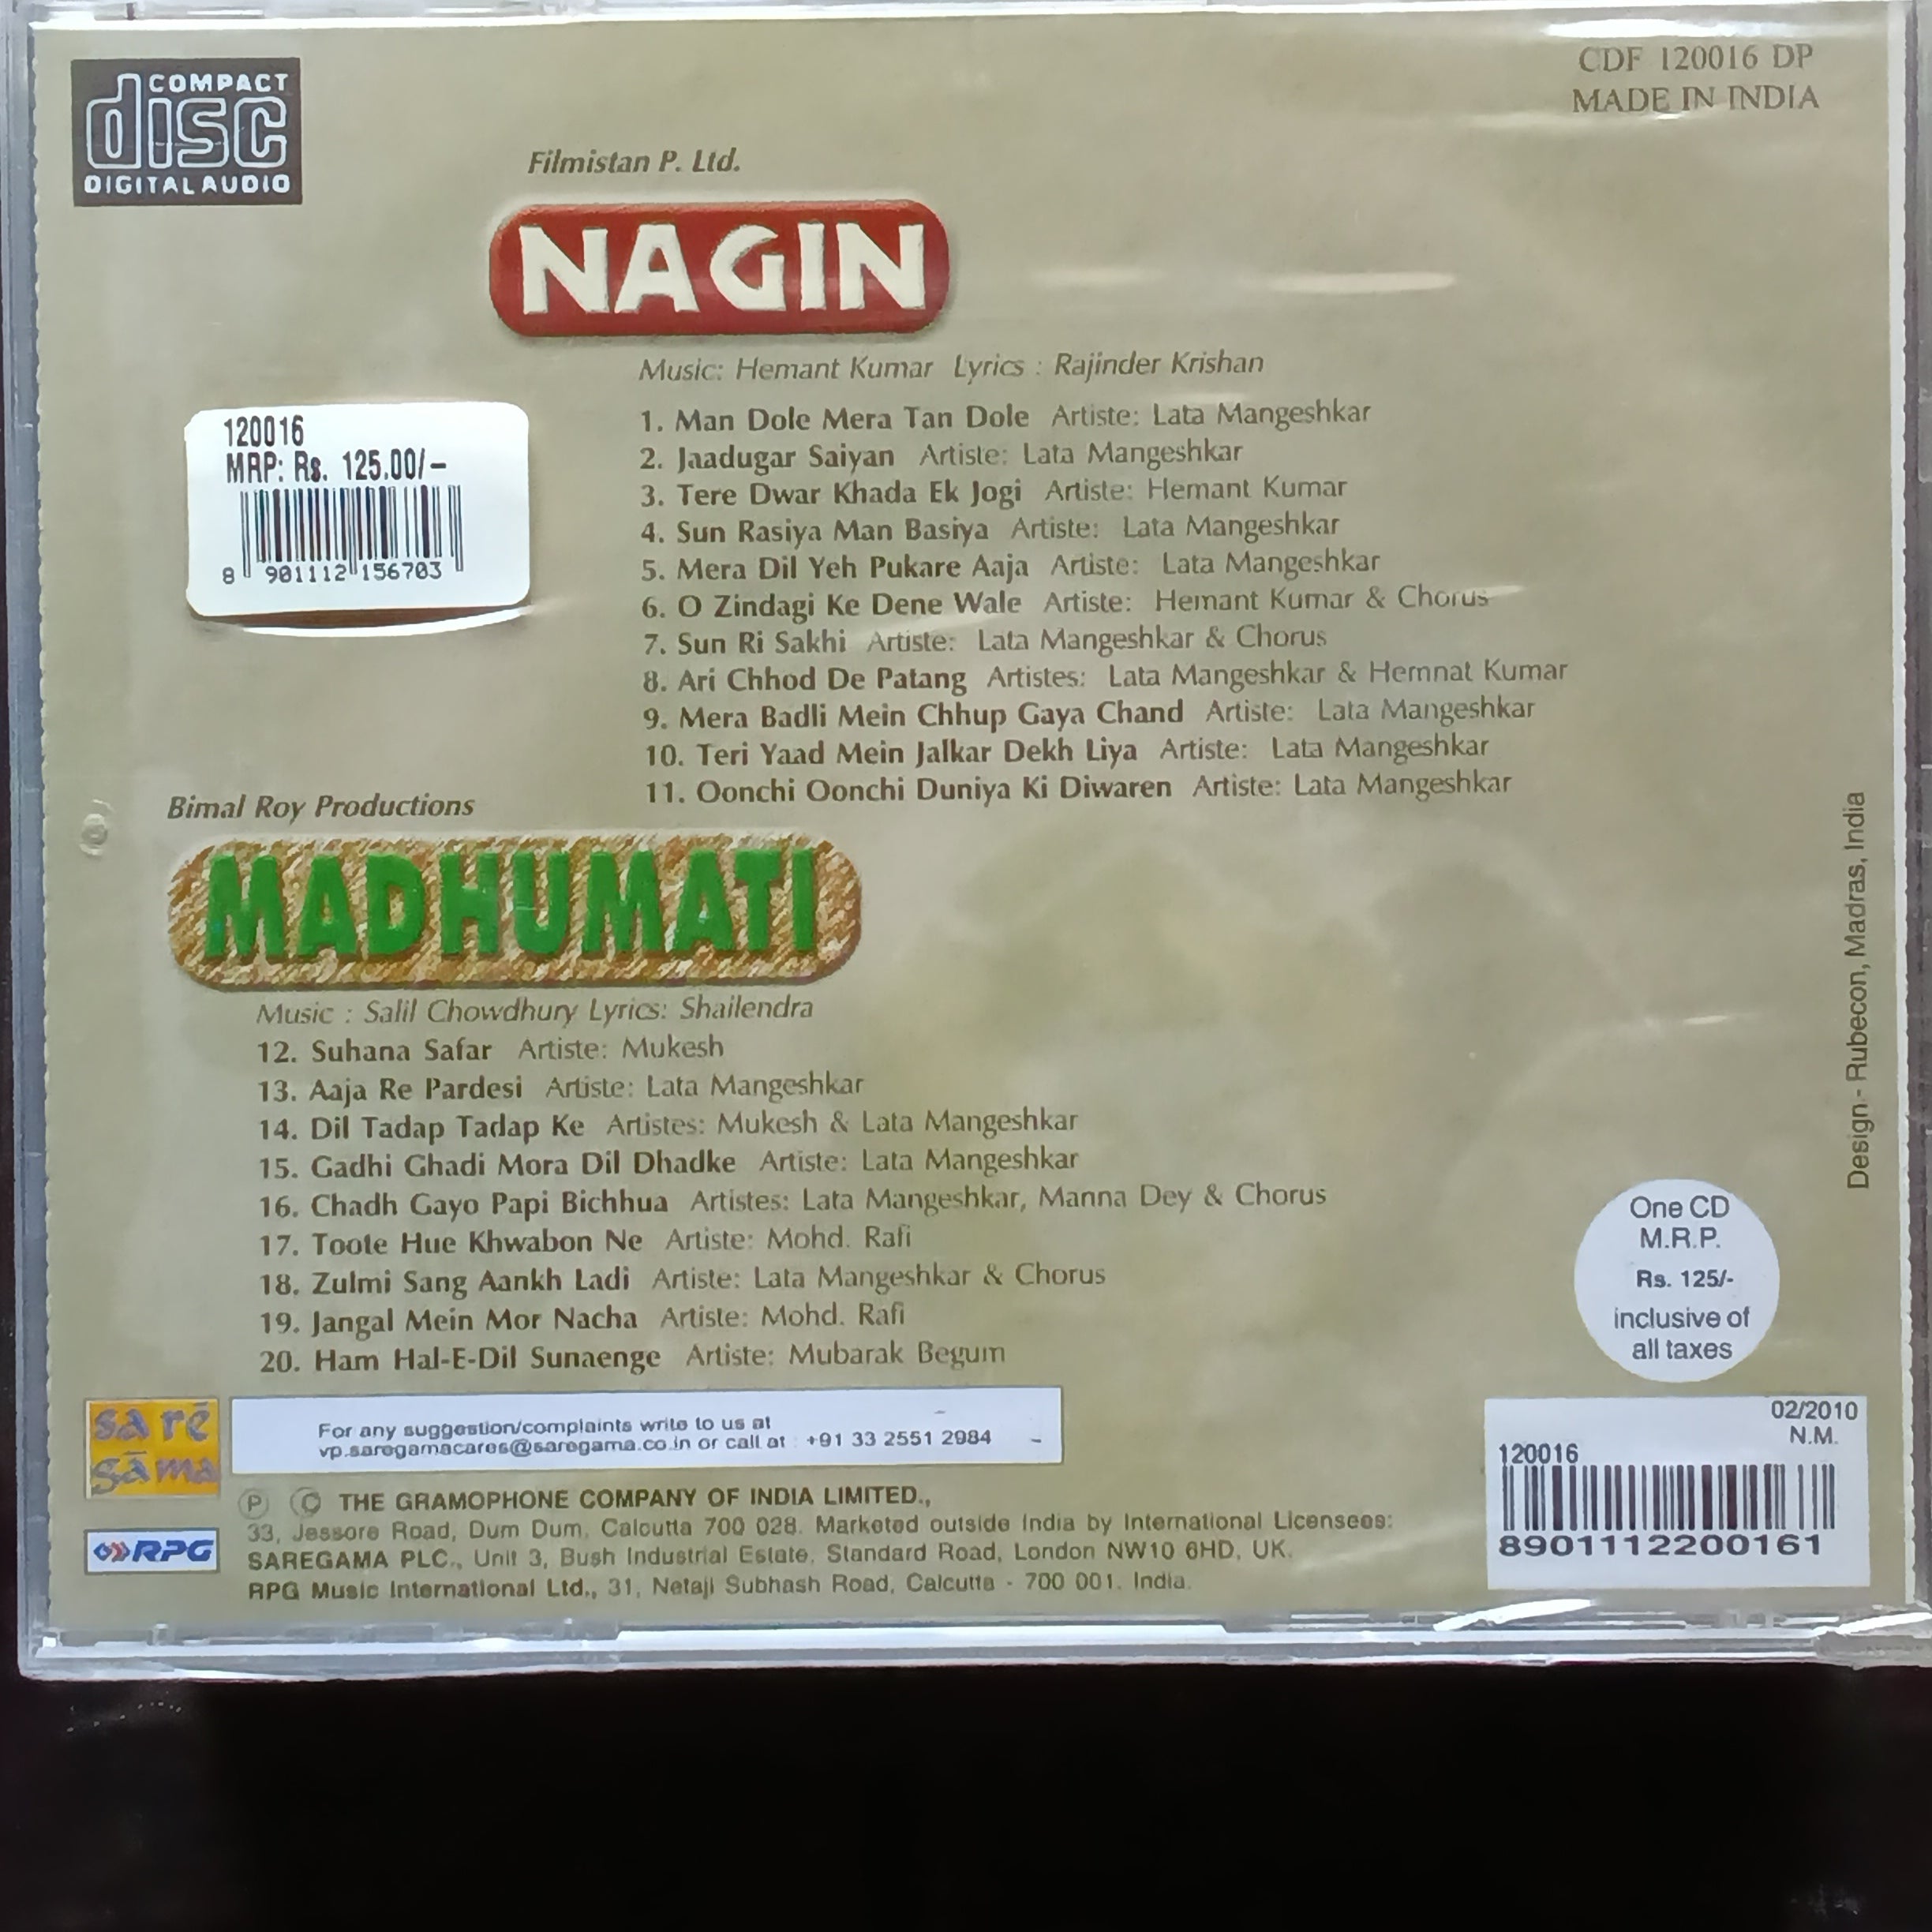 COMPACT
disc
DIGITAL AUDIO
CDF 120016 DP
MADE IN INDIA
Filmistan P. Ltd.
NAGIN
Music: Hemant Kumar Lyrics : Rajinder Krishan
1. Man Dole Mera Tan Dole Artiste: Lata Mangeshkar
2. Jaadugar Saiyan Artiste: Lata Mangeshkar
3. Tere Dwar Khada Ek Jogi Artiste: Hemant Kumar
4. Sun Rasiya Man Basiya Artiste: Lata Mangeshkar
5. Mera Dil Yeh Pukare Aaja Artiste: Lata Mangeshkar
6. O Zindagi Ke Dene Wale Artiste: Hemant Kumar & Chorus
7. Sun Ri Sakhi Artiste: Lata Mangeshkar & Chorus
8. Ari Chhod De Patang Artistes: Lata Mangeshkar & Hemnat Kumar
9. Mera Badli Mein Chhup Gaya Chand Artiste: Lata Mangeshkar
10. Teri Yaad Mein Jalkar Dekh Liya Artiste: Lata Mangeshkar
11. Oonchi Oonchi Duniya Ki Diwaren Artiste: Lata Mangeshkar
120016
MRP: Rs. 125.00/-
8 901112 156703
Bimal Roy Productions
MADHUMATI
Music : Salil Chowdhury Lyrics: Shailendra
12. Suhana Safar Artiste: Mukesh
13. Aaja Re Pardesi Artiste: Lata Mangeshkar
14. Dil Tadap Tadap Ke Artistes: Mukesh & Lata Mangeshkar
15. Gadhi Ghadi Mora Dil Dhadke Artiste: Lata Mangeshkar
16. Chadh Gayo Papi Bichhua Artistes: Lata Mangeshkar, Manna Dey & Chorus
17. Toote Hue Khwabon Ne Artiste: Mohd. Rafi
18. Zulmi Sang Aankh Ladi Artiste: Lata Mangeshkar & Chorus
19. Jangal Mein Mor Nacha Artiste: Mohd. Rafi
20. Ham Hal-E-Dil Sunaenge Artiste: Mubarak Begum
Design - Rubecon, Madras, India
One CD
M.R.P.
Rs. 125/-
inclusive of
all taxes
sa rē
gā ma
For any suggestion/complaints write to us at
vp.saregamacares@saregama.co.in or call at : +91 33 2551 2984
02/2010
N.M.
120016
8901112200161
RPG
Ⓟ © THE GRAMOPHONE COMPANY OF INDIA LIMITED.,
33, Jessore Road, Dum Dum, Calcutta 700 028. Marketed outside India by International Licensees:
SAREGAMA PLC., Unit 3, Bush Industrial Estate, Standard Road, London NW10 6HD, UK.
RPG Music International Ltd., 31, Netaji Subhash Road, Calcutta - 700 001. India.